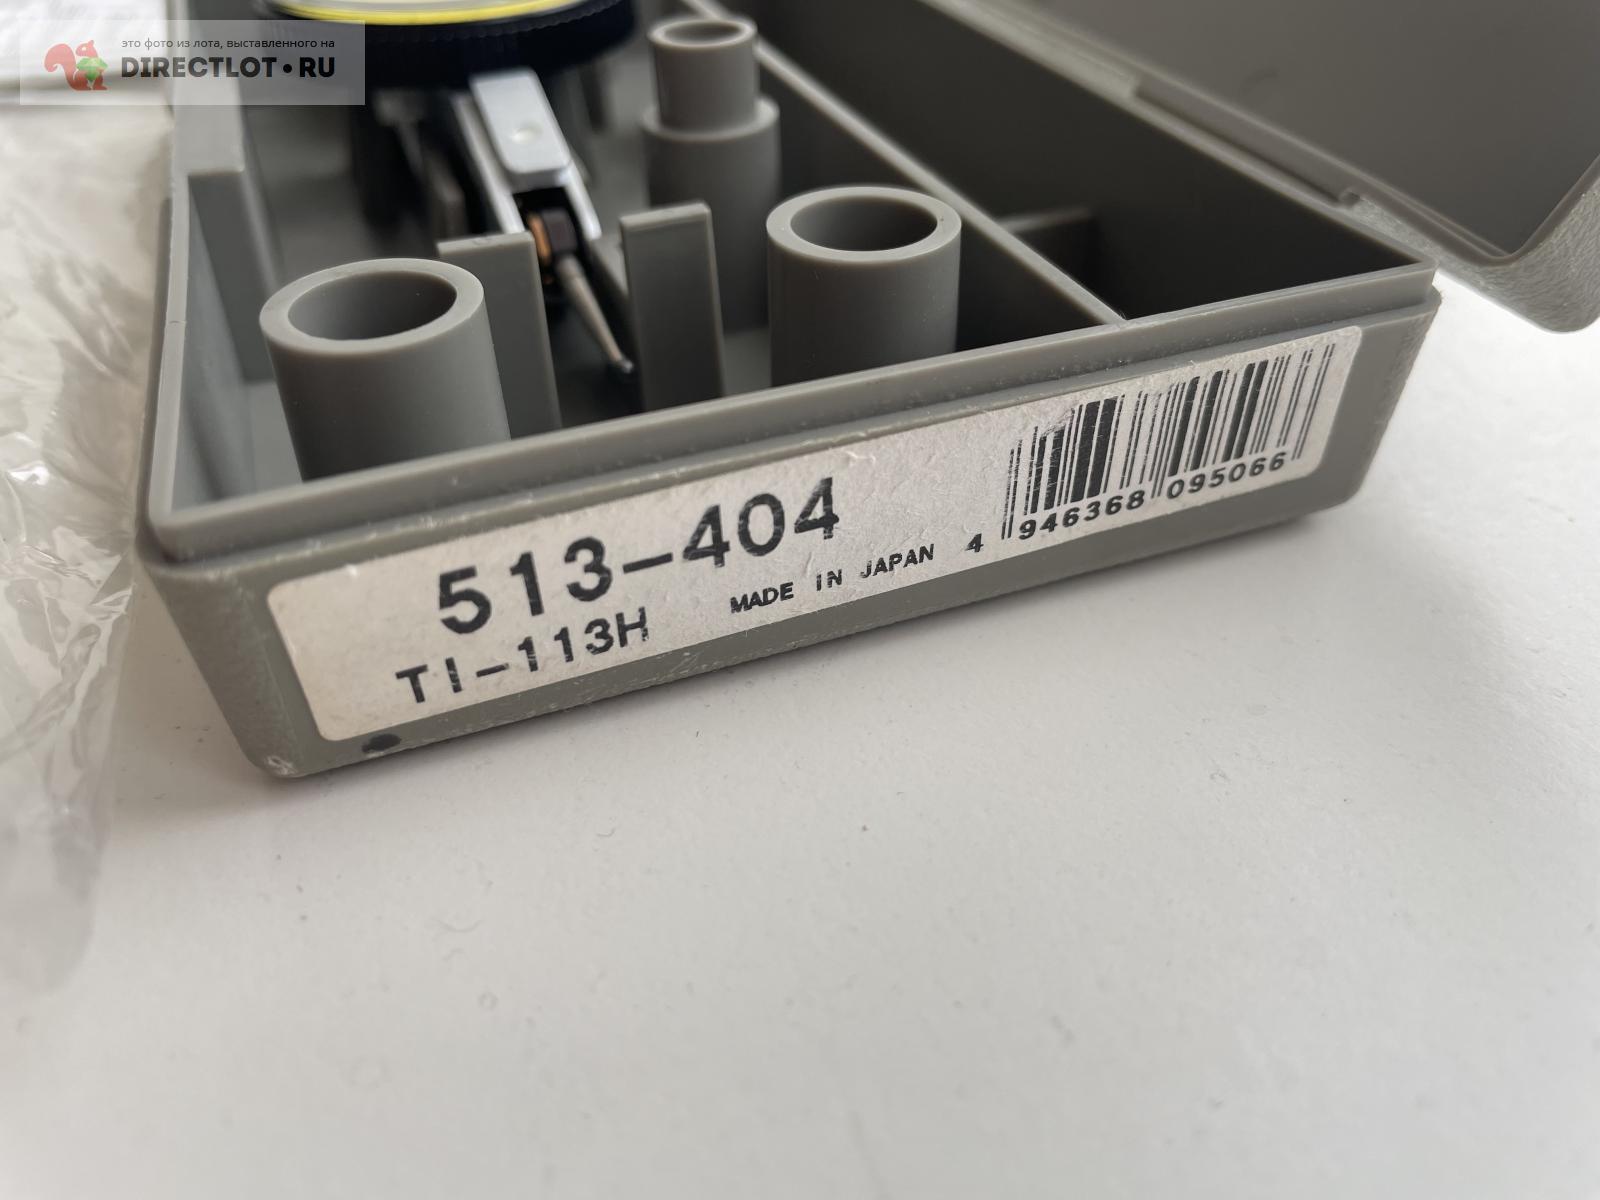 это фото из лота, выставленного на
DIRECTLOT•RU
513-404
TI-113H
MADE IN JAPAN
4 946368 095066